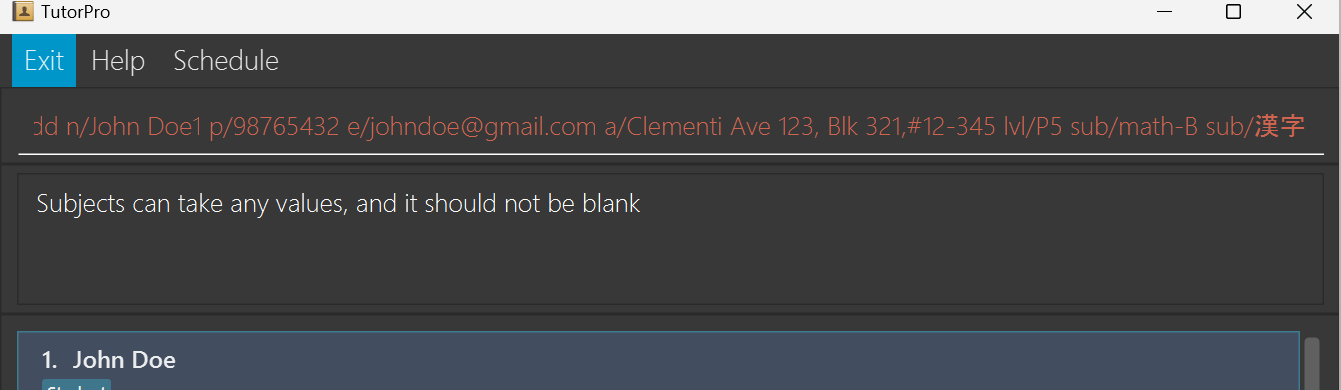 TutorPro
Exit Help Schedule
dd n/John Doe1 p/98765432 e/johndoe@gmail.com a/Clementi Ave 123, Blk 321,#12-345 lvl/P5 sub/math-B sub/漢字
Subjects can take any values, and it should not be blank
1. John Doe